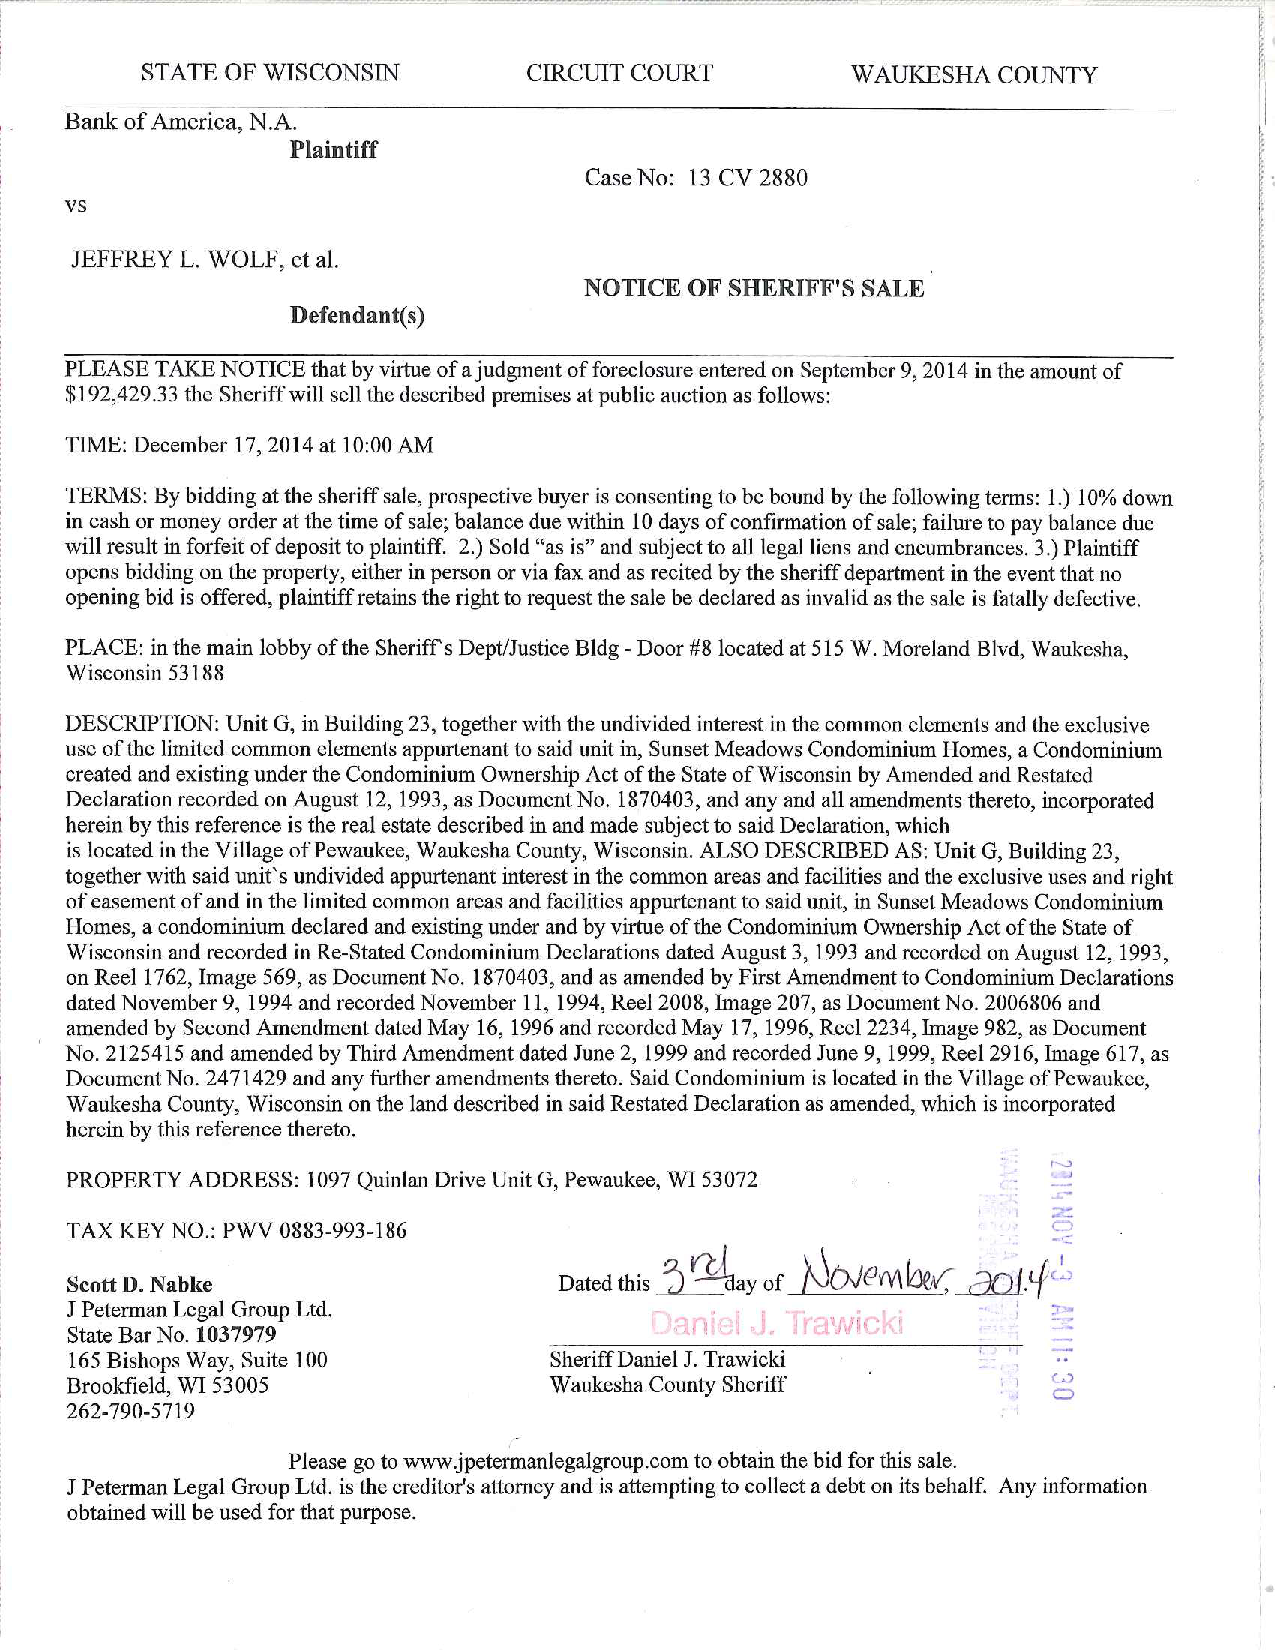 STATE OF WISCONSIN CIRCUIT COURT WAUKESHA COUNTY
Bank of America, N.A.
Plaintiff
Case No: 13 CV 2880
vs
JEFFREY L. WOLF, et al.
NOTICE OF SHERIFF'S SALE
Defendant(s)
PLEASE TAKE NOTICE that by virtue of a judgment of foreclosure entered on September 9, 2014 in the amount of
$192,429.33 the Sheriff will sell the described premises at public auction as follows:
TIME: December 17, 2014 at 10:00 AM
TERMS: By bidding at the sheriff sale, prospective buyer is consenting to be bound by the following terms: 1.) 10% down
in cash or money order at the time of sale; balance due within 10 days of confirmation of sale; failure to pay balance due
will result in forfeit of deposit to plaintiff. 2.) Sold “as is” and subject to all legal liens and encumbrances. 3.) Plaintiff
opens bidding on the property, either in person or via fax and as recited by the sheriff department in the event that no
opening bid is offered, plaintiff retains the right to request the sale be declared as invalid as the sale is fatally defective.
PLACE: in the main lobby of the Sheriff's Dept/Justice Bldg - Door #8 located at 515 W. Moreland Blvd, Waukesha,
Wisconsin 53188
DESCRIPTION: Unit G, in Building 23, together with the undivided interest in the common elements and the exclusive
use of the limited common elements appurtenant to said unit in, Sunset Meadows Condominium Homes, a Condominium
created and existing under the Condominium Ownership Act of the State of Wisconsin by Amended and Restated
Declaration recorded on August 12, 1993, as Document No. 1870403, and any and all amendments thereto, incorporated
herein by this reference is the real estate described in and made subject to said Declaration, which
is located in the Village of Pewaukee, Waukesha County, Wisconsin. ALSO DESCRIBED AS: Unit G, Building 23,
together with said unit's undivided appurtenant interest in the common areas and facilities and the exclusive uses and right
of easement of and in the limited common areas and facilities appurtenant to said unit, in Sunset Meadows Condominium
Homes, a condominium declared and existing under and by virtue of the Condominium Ownership Act of the State of
Wisconsin and recorded in Re-Stated Condominium Declarations dated August 3, 1993 and recorded on August 12, 1993,
on Reel 1762, Image 569, as Document No. 1870403, and as amended by First Amendment to Condominium Declarations
dated November 9, 1994 and recorded November 11, 1994, Reel 2008, Image 207, as Document No. 2006806 and
amended by Second Amendment dated May 16, 1996 and recorded May 17, 1996, Reel 2234, Image 982, as Document
No. 2125415 and amended by Third Amendment dated June 2, 1999 and recorded June 9, 1999, Reel 2916, Image 617, as
Document No. 2471429 and any further amendments thereto. Said Condominium is located in the Village of Pewaukee,
Waukesha County, Wisconsin on the land described in said Restated Declaration as amended, which is incorporated
herein by this reference thereto.
PROPERTY ADDRESS: 1097 Quinlan Drive Unit G, Pewaukee, WI 53072
TAX KEY NO.: PWV 0883-993-186
Scott D. Nabke
J Peterman Legal Group Ltd.
State Bar No. 1037979
165 Bishops Way, Suite 100
Brookfield, WI 53005
262-790-5719
Dated this 3rd day of November, 2014
Daniel J. Trawicki
Sheriff Daniel J. Trawicki
Waukesha County Sheriff
2014 NOV -3 AM 11:30
WAUKESHA
Please go to www.jpetermanlegalgroup.com to obtain the bid for this sale.
J Peterman Legal Group Ltd. is the creditor's attorney and is attempting to collect a debt on its behalf. Any information
obtained will be used for that purpose.